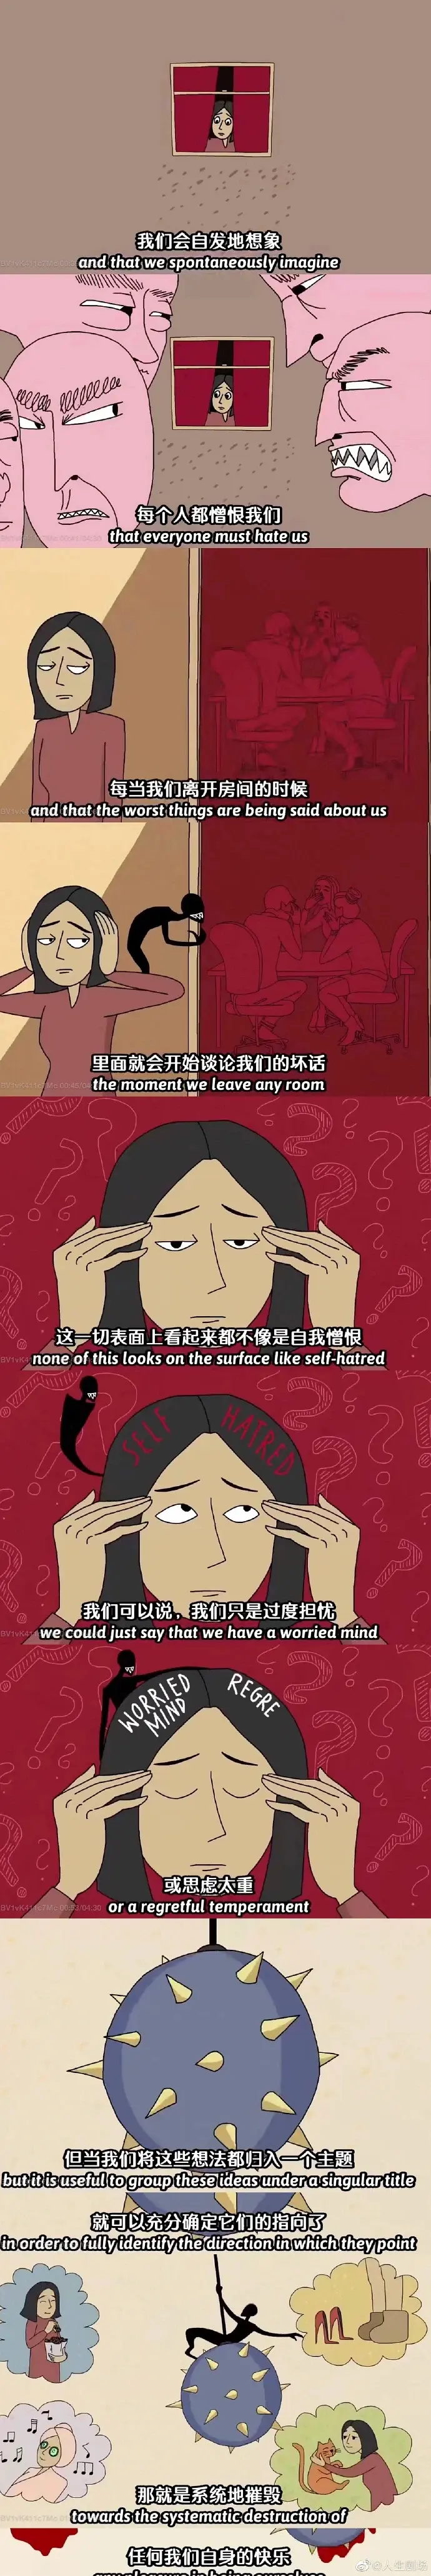 我们会自发地想象
and that we spontaneously imagine
每个人都憎恨我们
that everyone must hate us
每当我们离开房间的时候
and that the worst things are being said about us
里面就会开始谈论我们的坏话
the moment we leave any room
这一切表面上看起来都不像是自我憎恨
none of this looks on the surface like self-hatred
SELF HATRED
我们可以说，我们只是过度担忧
we could just say that we have a worried mind
WORRIED MIND
REGRE
或思虑太重
or a regretful temperament
但当我们将这些想法都归入一个主题
but it is useful to group these ideas under a singular title
就可以充分确定它们的指向了
in order to fully identify the direction in which they point
那就是系统地摧毁
towards the systematic destruction of
任何我们自身的快乐